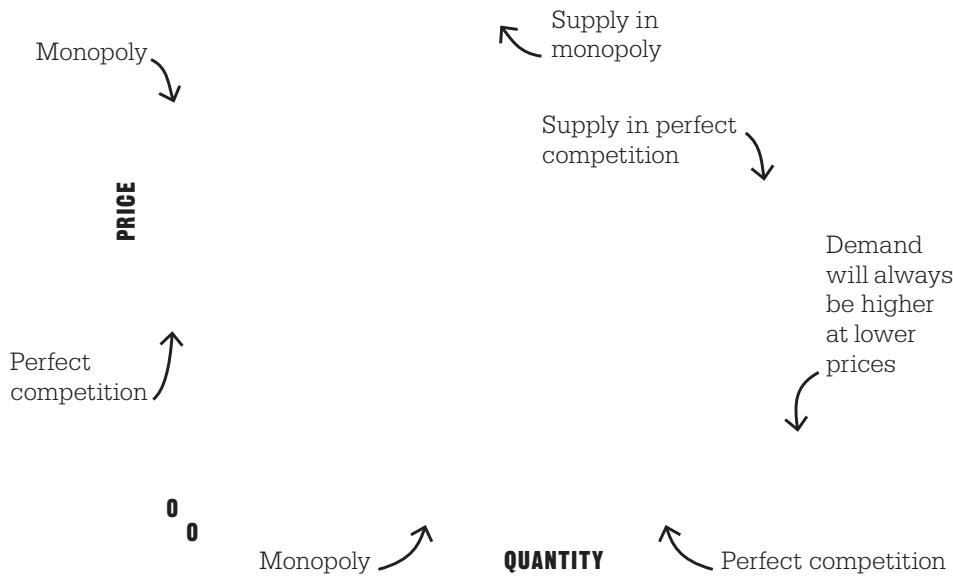 Supply in
monopoly
Monopoly
Supply in perfect
competition
PRICE
Demand
will always
be higher
at lower
prices
Perfect
competition
0
0
Monopoly
QUANTITY
Perfect competition